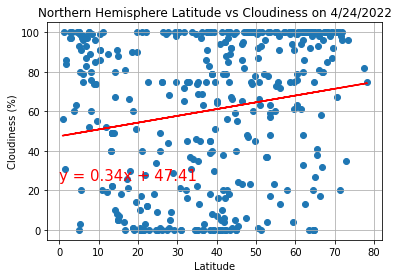 Northern Hemisphere Latitude vs Cloudiness on 4/24/2022
100
80
60
40
20
0
Cloudiness (%)
y = 0.34x + 47.41
0 10 20 30 40 50 60 70 80
Latitude